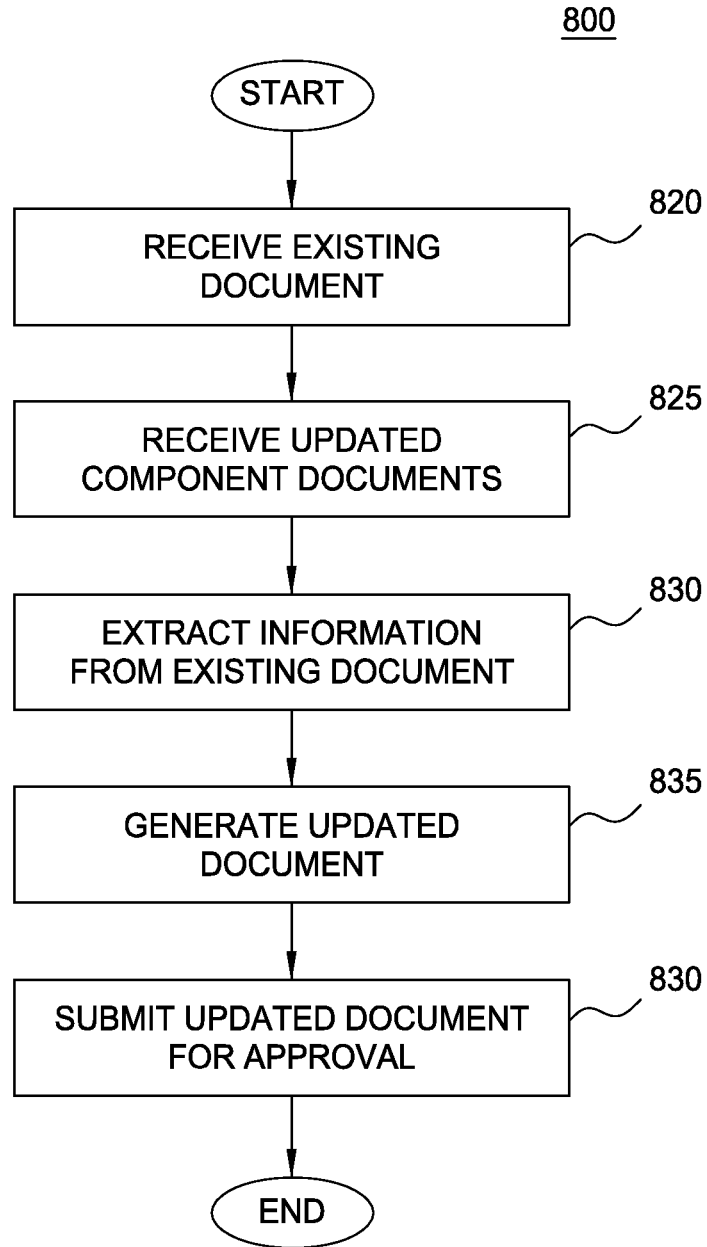 800
START
820
RECEIVE EXISTING
DOCUMENT
825
RECEIVE UPDATED
COMPONENT DOCUMENTS
830
EXTRACT INFORMATION
FROM EXISTING DOCUMENT
835
GENERATE UPDATED
DOCUMENT
830
SUBMIT UPDATED DOCUMENT
FOR APPROVAL
END